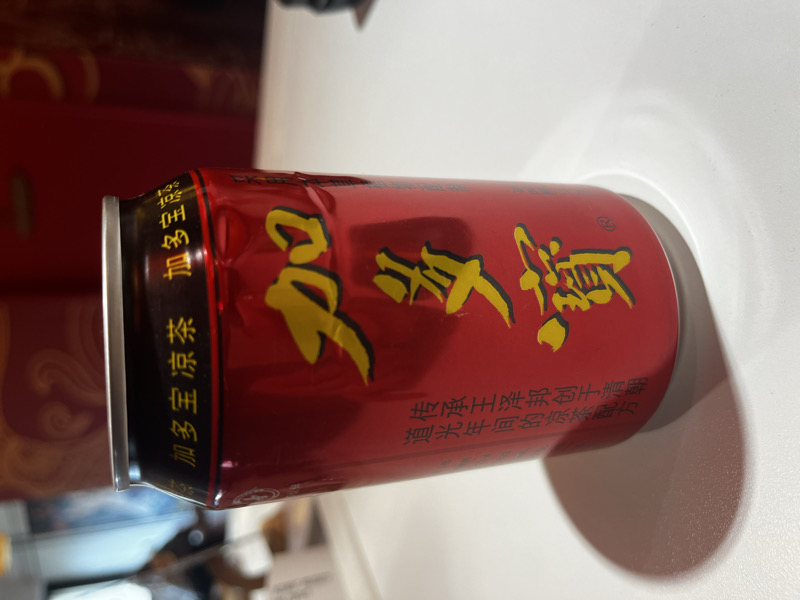 加多宝凉茶
加多宝凉茶
加多寶
®
传承王泽邦创于清朝
道光年间的凉茶配方